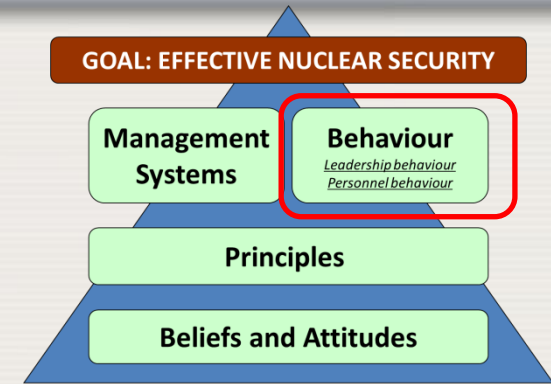 GOAL: EFFECTIVE NUCLEAR SECURITY
Management
Systems
Behaviour
Leadership behaviour
Personnel behaviour
Principles
Beliefs and Attitudes